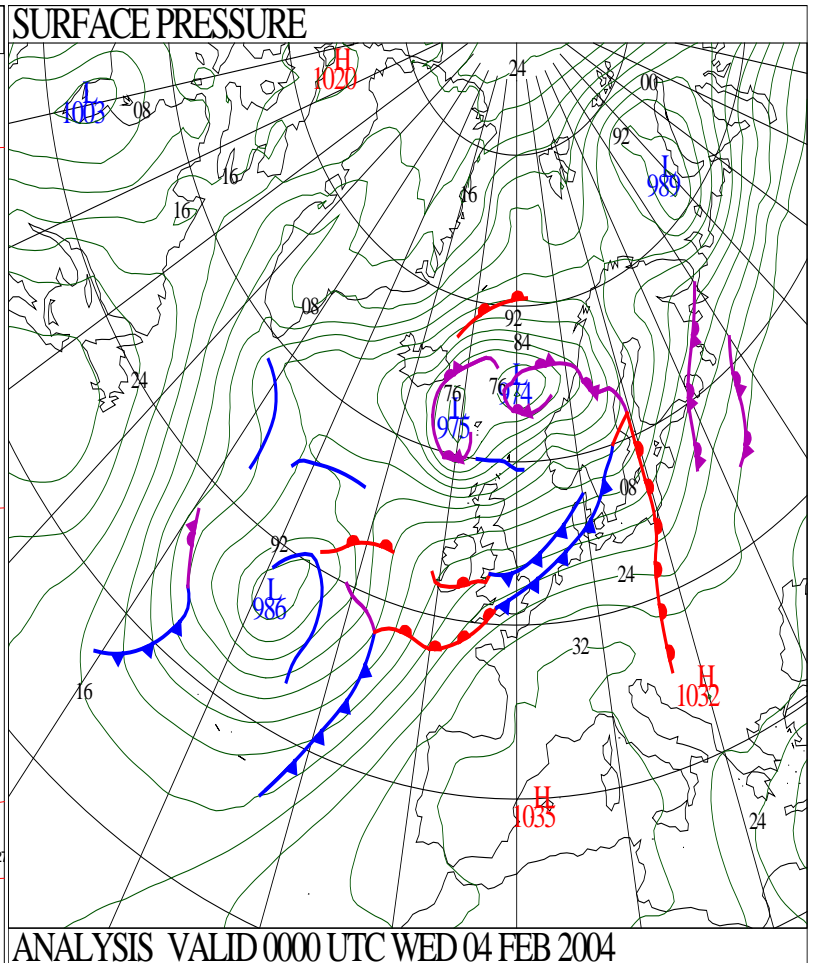 SURFACE PRESSURE
H
1020
24
L
1003
08
00
92
L
989
16
16
16
08
92
84
24
76
76
L
974
L
975
08
92
24
L
986
32
16
H
1032
H
1035
24
ANALYSIS VALID 0000 UTC WED 04 FEB 2004